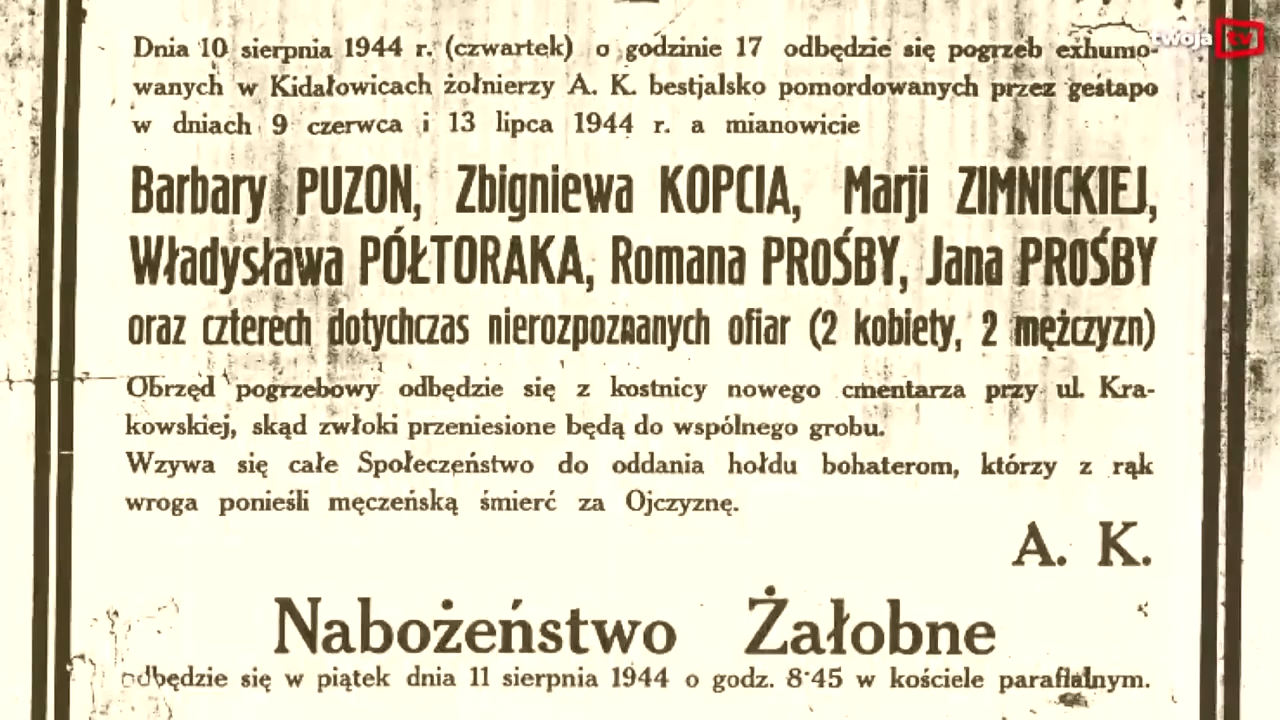 Dnia 10 sierpnia 1944 r. (czwartek) o godzinie 17 odbędzie się pogrzeb exhumo-
wanych w Kidałowicach żołnierzy A. K. bestjalsko pomordowanych przez gestapo
w dniach 9 czerwca i 13 lipca 1944 r. a mianowicie
Barbary PUZON, Zbigniewa KOPCIA, Marji ZIMNICKIEJ,
Władysława PÓŁTORAKA, Romana PROŚBY, Jana PROŚBY
oraz czterech dotychczas nierozpoznanych ofiar (2 kobiety, 2 mężczyzn)
Obrzęd pogrzebowy odbędzie się z kostnicy nowego cmentarza przy ul. Kra-
kowskiej, skąd zwłoki przeniesione będą do wspólnego grobu.
Wzywa się całe Społeczeństwo do oddania hołdu bohaterom, którzy z rąk
wroga ponieśli męczeńską śmierć za Ojczyznę.
A. K.
Nabożeństwo Żałobne
odbędzie się w piątek dnia 11 sierpnia 1944 o godz. 8·45 w kościele parafialnym.
twoja tv